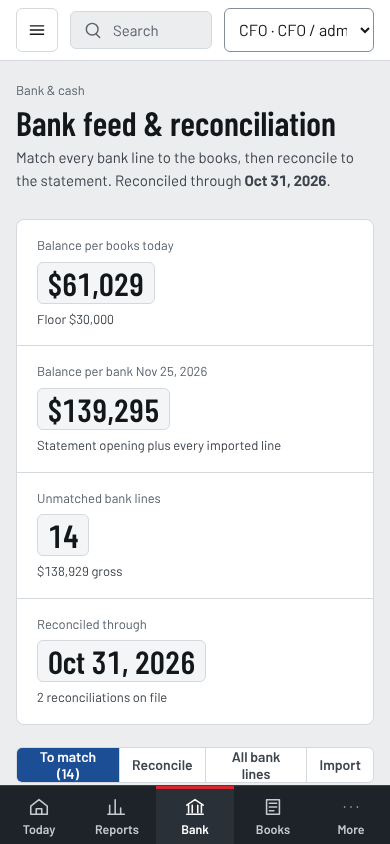 Search
CFO · CFO / adm
Bank & cash
Bank feed & reconciliation
Match every bank line to the books, then reconcile to
the statement. Reconciled through Oct 31, 2026.
Balance per books today
$61,029
Floor $30,000
Balance per bank Nov 25, 2026
$139,295
Statement opening plus every imported line
Unmatched bank lines
14
$138,929 gross
Reconciled through
Oct 31, 2026
2 reconciliations on file
To match
(14)
Reconcile
All bank
lines
Import
Today
Reports
Bank
Books
More